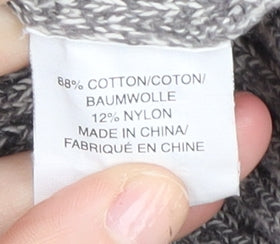 88% COTTON/COTON/
BAUMWOLLE
12% NYLON
MADE IN CHINA/
FABRIQUÉ EN CHINE